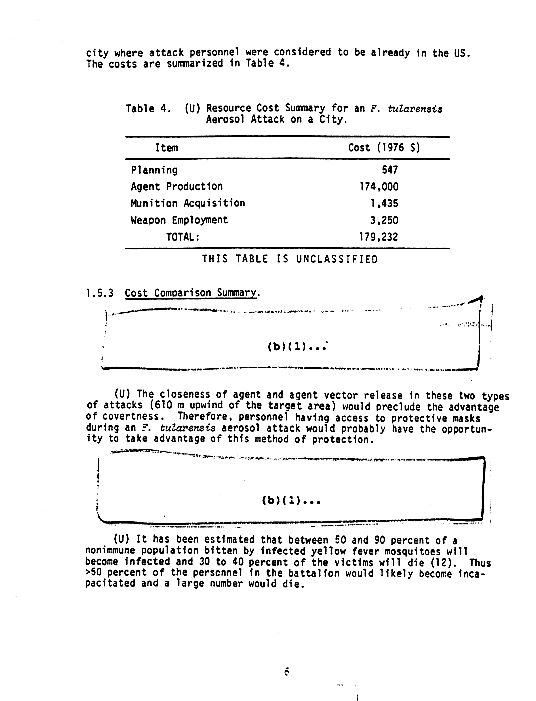 city where attack personnel were considered to be already in the US.
The costs are summarized in Table 4.
Table 4. (U) Resource Cost Summary for an F. tularensis
Aerosol Attack on a City.
Item Cost (1976 $)
Planning 547
Agent Production 174,000
Munition Acquisition 1,435
Weapon Employment 3,250
TOTAL: 179,232
THIS TABLE IS UNCLASSIFIED
1.5.3 Cost Comparison Summary.
(b)(1)...
(U) The closeness of agent and agent vector release in these two types
of attacks (610 m upwind of the target area) would preclude the advantage
of covertness. Therefore, personnel having access to protective masks
during an F. tularensis aerosol attack would probably have the opportun-
ity to take advantage of this method of protection.
(b)(1)...
(U) It has been estimated that between 50 and 90 percent of a
nonimmune population bitten by infected yellow fever mosquitoes will
become infected and 30 to 40 percent of the victims will die (12). Thus
>50 percent of the personnel in the battalion would likely become inca-
pacitated and a large number would die.
6